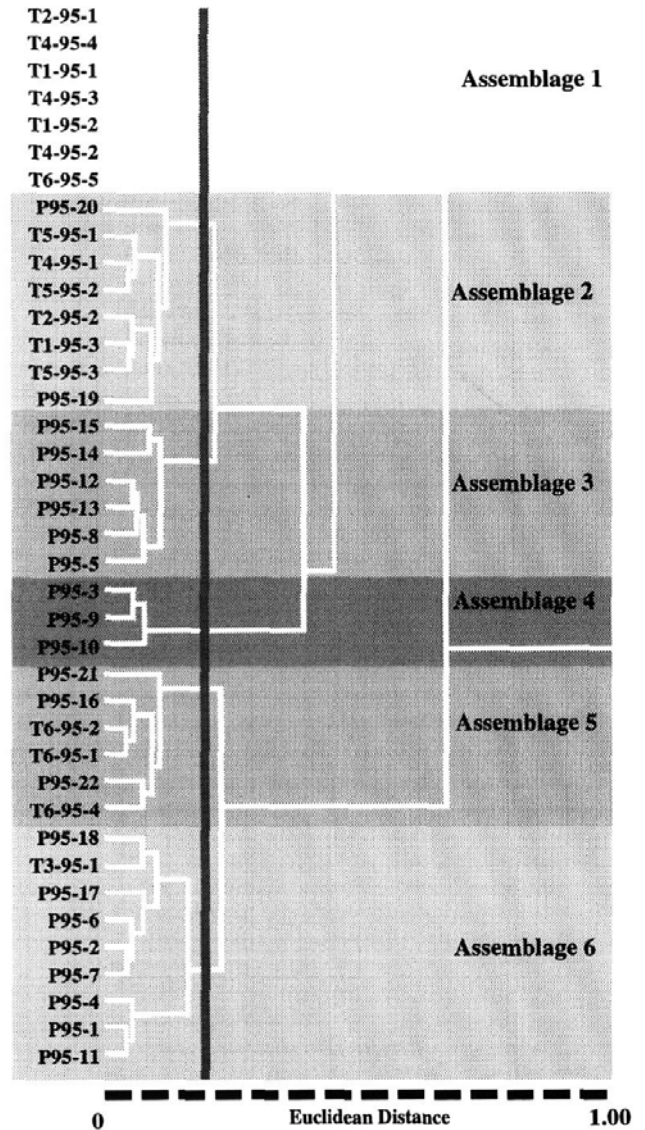 T2-95-1
T4-95-4
T1-95-1
Assemblage 1
T4-95-3
T1-95-2
T4-95-2
T6-95-5
P95-20
T5-95-1
T4-95-1
T5-95-2
Assemblage 2
T2-95-2
T1-95-3
T5-95-3
P95-19
P95-15
P95-14
P95-12
Assemblage 3
P95-13
P95-8
P95-5
P95-3
Assemblage 4
P95-9
P95-10
P95-21
P95-16
T6-95-2
Assemblage 5
T6-95-1
P95-22
T6-95-4
P95-18
T3-95-1
P95-17
P95-6
P95-2
Assemblage 6
P95-7
P95-4
P95-1
P95-11
0 Euclidean Distance 1.00